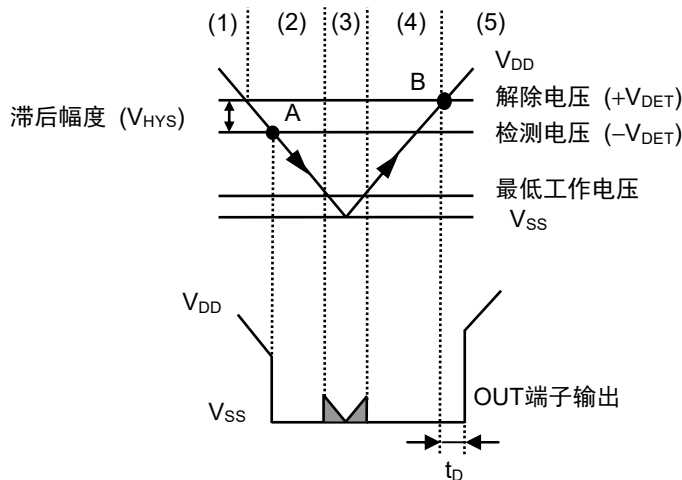 (1) (2) (3) (4) (5)
B
V_DD
解除电压 (+V_DET)
A
滞后幅度 (V_HYS)
检测电压 (−V_DET)
最低工作电压
V_SS
V_DD
OUT端子输出
V_SS
t_D